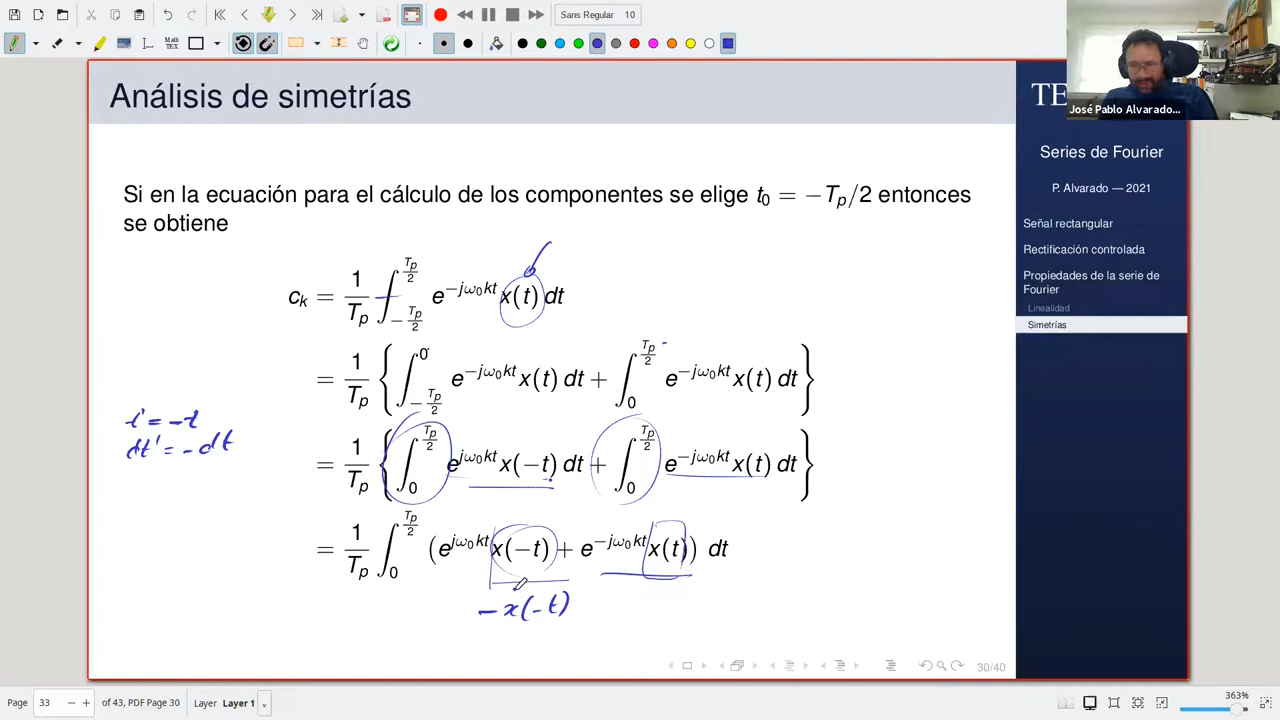 Sans Regular 10
Math
TEX
Análisis de simetrías
Si en la ecuación para el cálculo de los componentes se elige t₀ = −Tₚ/2 entonces
se obtiene
cₖ = 1/Tₚ ∫_{−Tₚ/2}^{Tₚ/2} e^{−jω₀kt} x(t) dt
= 1/Tₚ { ∫_{−Tₚ/2}^{0} e^{−jω₀kt} x(t) dt + ∫_{0}^{Tₚ/2} e^{−jω₀kt} x(t) dt }
t' = -t
dt' = -dt
= 1/Tₚ { ∫_{0}^{Tₚ/2} e^{jω₀kt} x(−t) dt + ∫_{0}^{Tₚ/2} e^{−jω₀kt} x(t) dt }
= 1/Tₚ ∫_{0}^{Tₚ/2} (e^{jω₀kt} x(−t) + e^{−jω₀kt} x(t)) dt
-x(-t)
30/40
TE
José Pablo Alvarado...
Series de Fourier
P. Alvarado — 2021
Señal rectangular
Rectificación controlada
Propiedades de la serie de
Fourier
Linealidad
Simetrías
Page 33 of 43, PDF Page 30 Layer Layer 1 363%